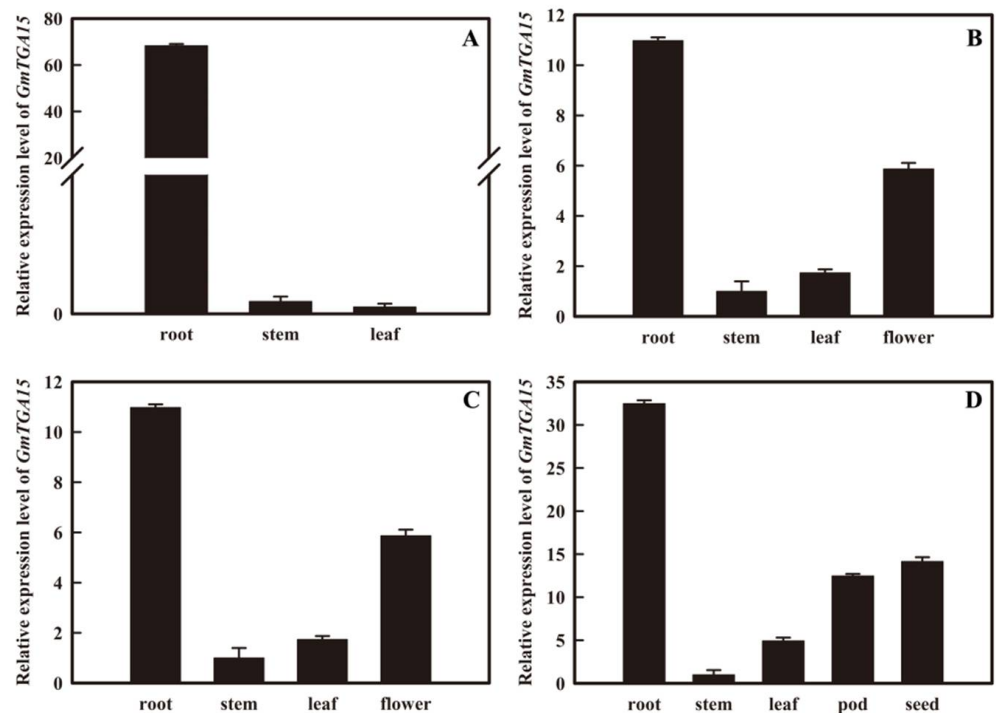 Relative expression level of GmTGA15
80
60
40
20
0
A
root stem leaf
Relative expression level of GmTGA15
12
10
8
6
4
2
0
B
root stem leaf flower
Relative expression level of GmTGA15
12
10
8
6
4
2
0
C
root stem leaf flower
Relative expression level of GmTGA15
35
30
25
20
15
10
5
0
D
root stem leaf pod seed